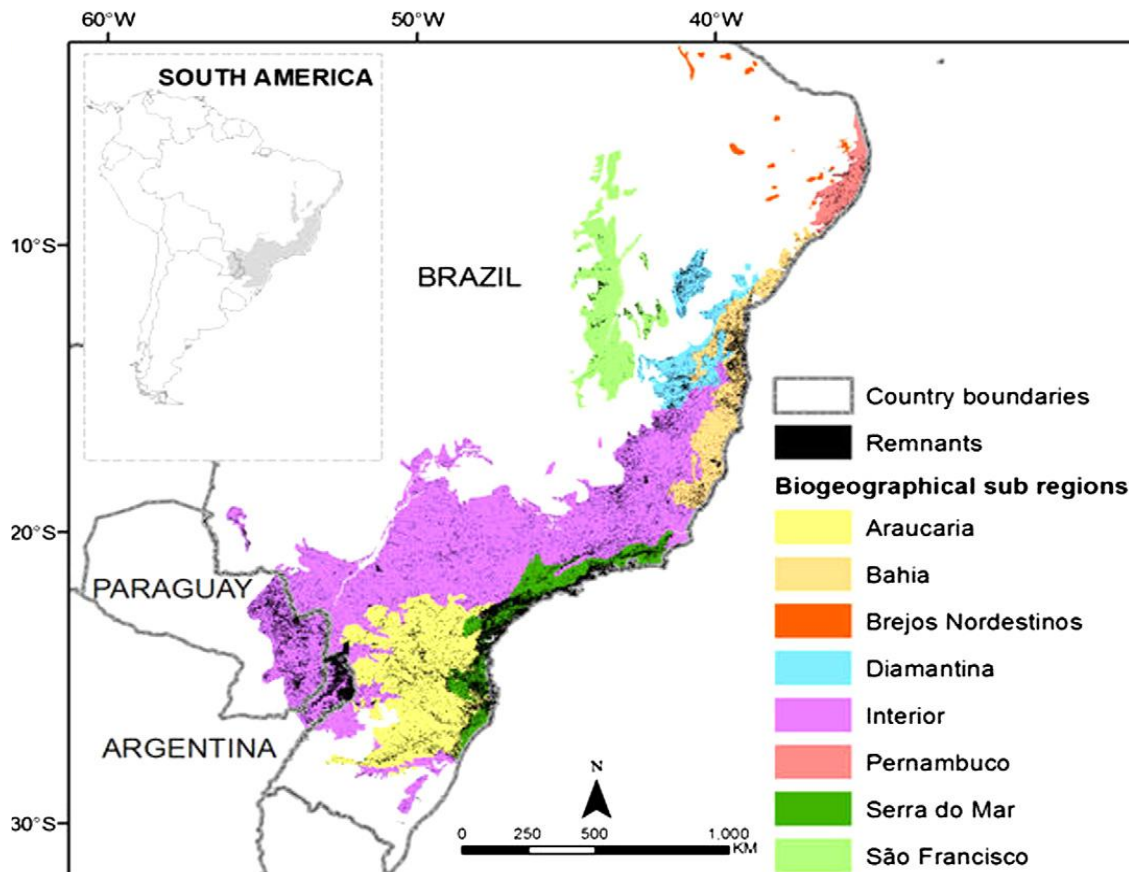 60°W 50°W 40°W
SOUTH AMERICA
10°S
BRAZIL
Country boundaries
Remnants
Biogeographical sub regions
Araucaria
20°S
Bahia
PARAGUAY
Brejos Nordestinos
Diamantina
Interior
ARGENTINA
Pernambuco
N
Serra do Mar
30°S
0 250 500 1,000
KM
São Francisco